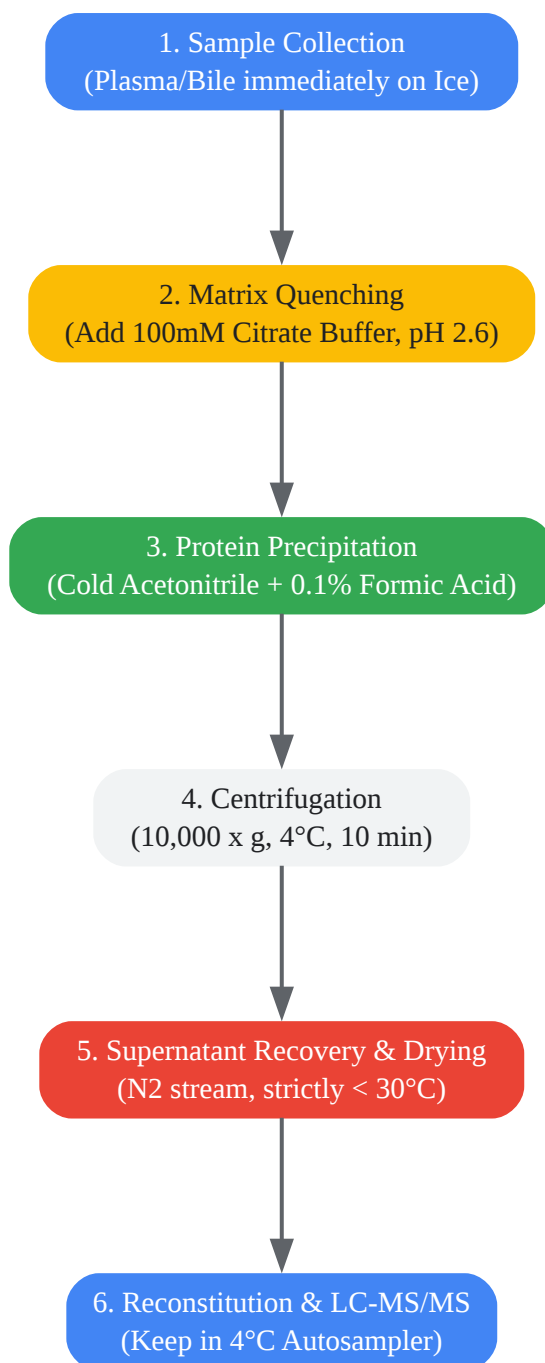 1. Sample Collection
(Plasma/Bile immediately on Ice)
2. Matrix Quenching
(Add 100mM Citrate Buffer, pH 2.6)
3. Protein Precipitation
(Cold Acetonitrile + 0.1% Formic Acid)
4. Centrifugation
(10,000 x g, 4°C, 10 min)
5. Supernatant Recovery & Drying
(N2 stream, strictly < 30°C)
6. Reconstitution & LC-MS/MS
(Keep in 4°C Autosampler)